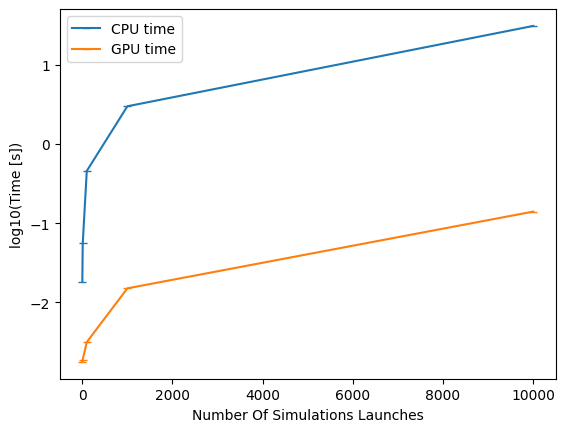 CPU time
GPU time
1
0
−1
−2
log10(Time [s])
0 2000 4000 6000 8000 10000
Number Of Simulations Launches